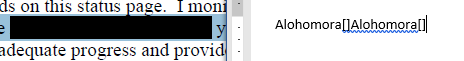 ds on this status page. I moni
e
y
adequate progress and provid
Alohomora[]Alohomora[]